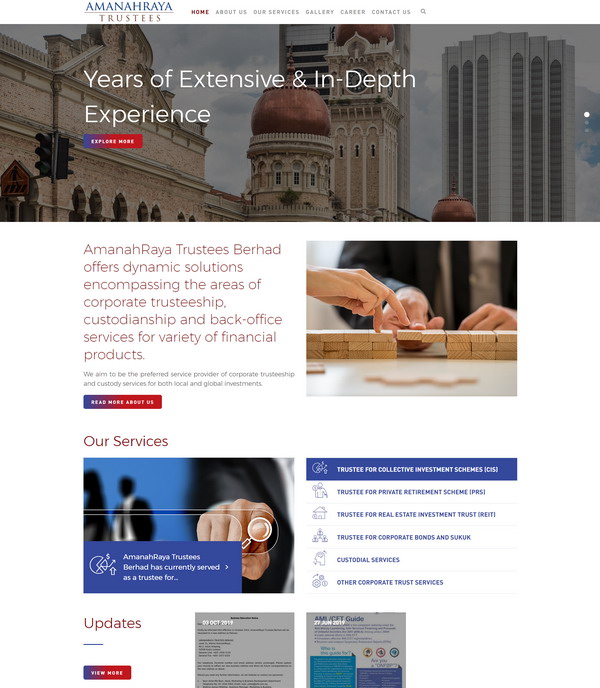 AMANAHRAYA
TRUSTEES
HOME ABOUT US OUR SERVICES GALLERY CAREER CONTACT US
Years of Extensive & In-Depth
Experience
EXPLORE MORE
AmanahRaya Trustees Berhad
offers dynamic solutions
encompassing the areas of
corporate trusteeship,
custodianship and back-office
services for variety of financial
products.
We aim to be the preferred service provider of corporate trusteeship
and custody services for both local and global investments.
READ MORE ABOUT US
Our Services
AmanahRaya Trustees
Berhad has currently served
as a trustee for...
TRUSTEE FOR COLLECTIVE INVESTMENT SCHEMES (CIS)
TRUSTEE FOR PRIVATE RETIREMENT SCHEME (PRS)
TRUSTEE FOR REAL ESTATE INVESTMENT TRUST (REIT)
TRUSTEE FOR CORPORATE BONDS AND SUKUK
CUSTODIAL SERVICES
OTHER CORPORATE TRUST SERVICES
Updates
VIEW MORE
03 OCT 2019
27 JUN 2019
AML/CFT Guide
Who is
this guide for?